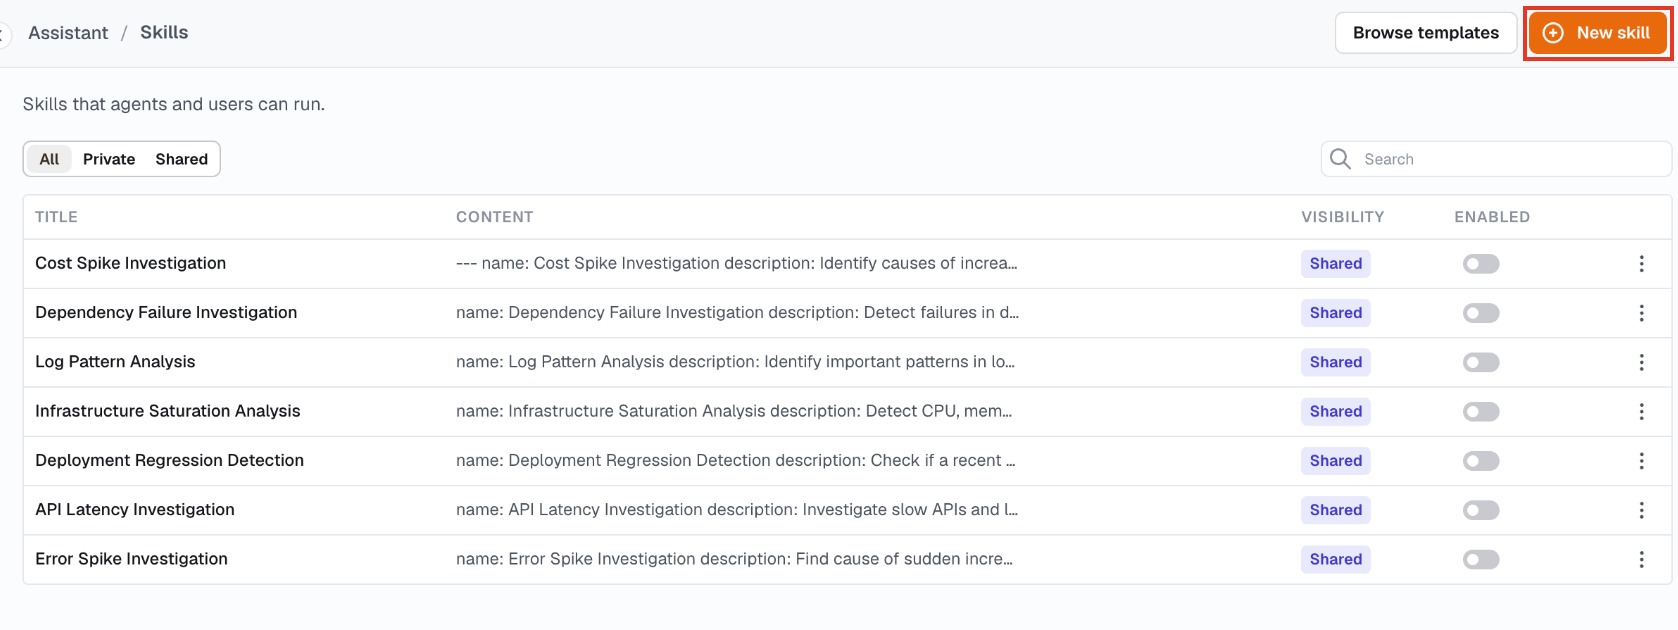 Assistant / Skills
Browse templates
New skill
Skills that agents and users can run.
All Private Shared
Search
TITLE CONTENT VISIBILITY ENABLED
Cost Spike Investigation --- name: Cost Spike Investigation description: Identify causes of increa... Shared
Dependency Failure Investigation name: Dependency Failure Investigation description: Detect failures in d... Shared
Log Pattern Analysis name: Log Pattern Analysis description: Identify important patterns in lo... Shared
Infrastructure Saturation Analysis name: Infrastructure Saturation Analysis description: Detect CPU, mem... Shared
Deployment Regression Detection name: Deployment Regression Detection description: Check if a recent ... Shared
API Latency Investigation name: API Latency Investigation description: Investigate slow APIs and l... Shared
Error Spike Investigation name: Error Spike Investigation description: Find cause of sudden incre... Shared